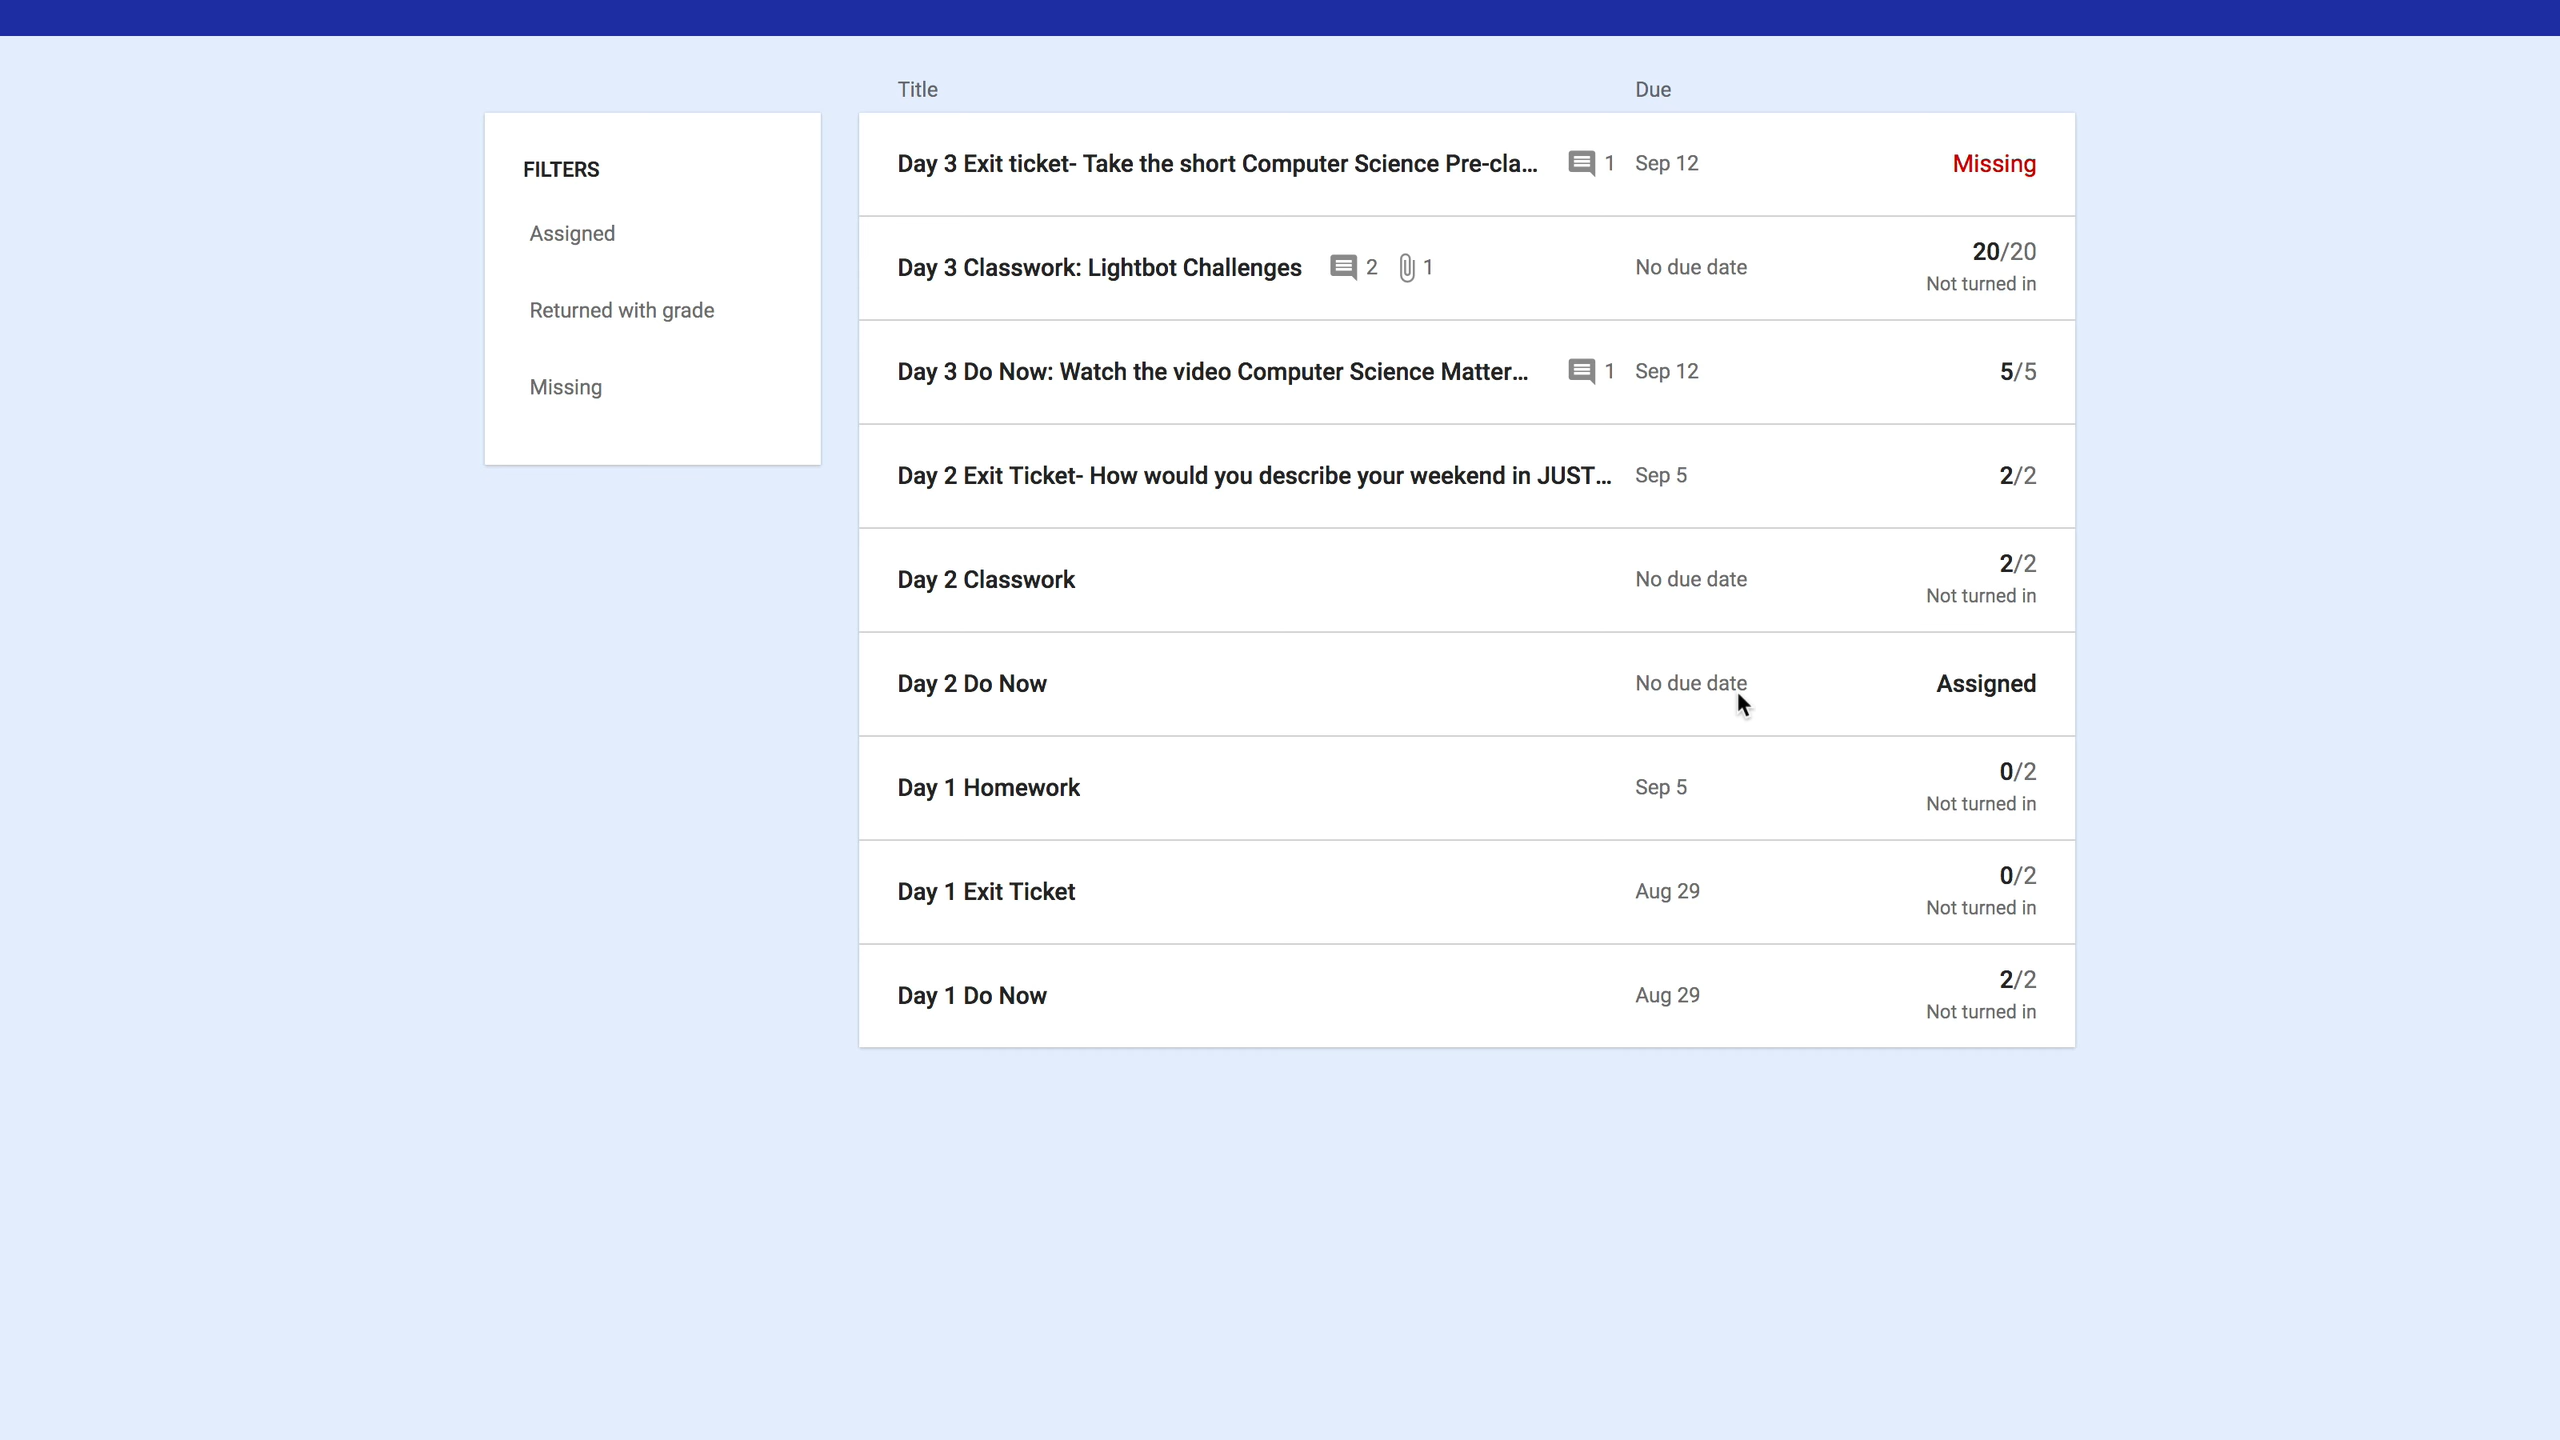 Title Due
FILTERS
Assigned
Returned with grade
Missing
Day 3 Exit ticket- Take the short Computer Science Pre-cla... 1 Sep 12 Missing
Day 3 Classwork: Lightbot Challenges 2 1 No due date 20/20
Not turned in
Day 3 Do Now: Watch the video Computer Science Matter... 1 Sep 12 5/5
Day 2 Exit Ticket- How would you describe your weekend in JUST... Sep 5 2/2
Day 2 Classwork No due date 2/2
Not turned in
Day 2 Do Now No due date Assigned
Day 1 Homework Sep 5 0/2
Not turned in
Day 1 Exit Ticket Aug 29 0/2
Not turned in
Day 1 Do Now Aug 29 2/2
Not turned in